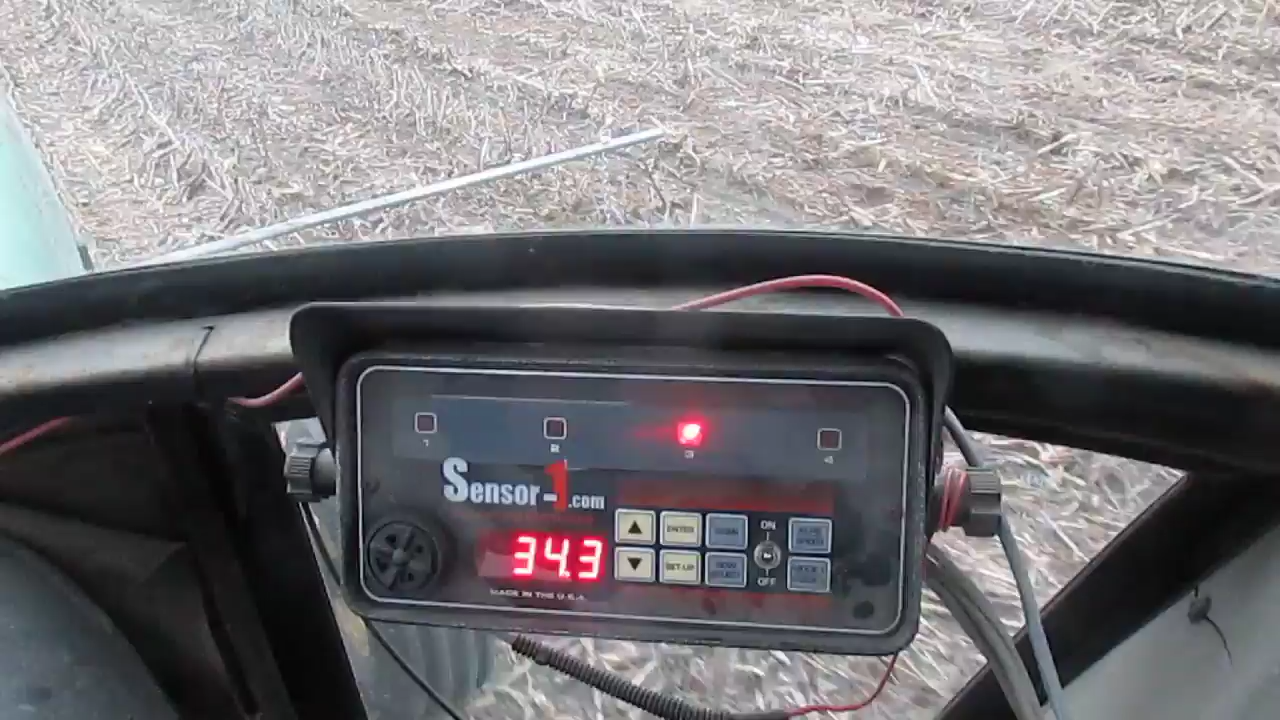 1 2 3 4
Sensor-1.com
34.3
MADE IN THE U.S.A.
ENTER
SET-UP
ON
OFF